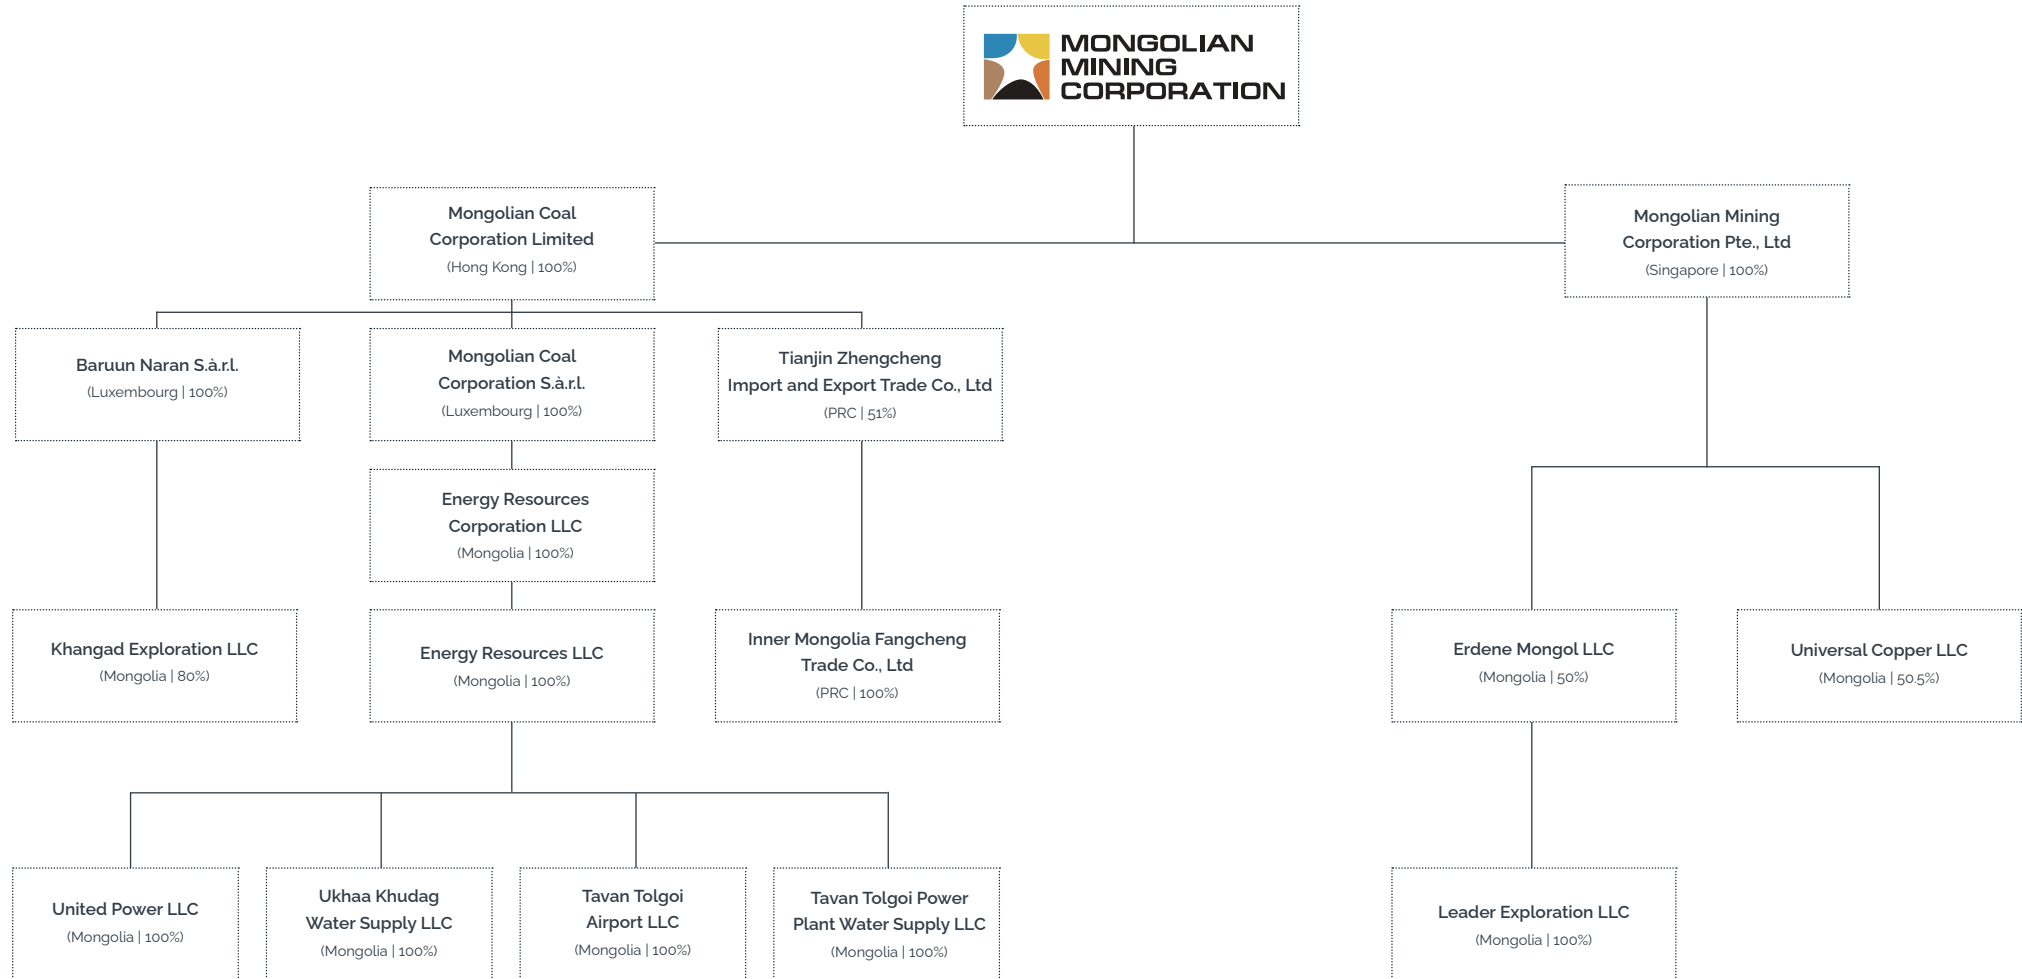 MONGOLIAN
MINING
CORPORATION
Mongolian Coal
Corporation Limited
(Hong Kong | 100%)
Mongolian Mining
Corporation Pte., Ltd
(Singapore | 100%)
Baruun Naran S.à.r.l.
(Luxembourg | 100%)
Mongolian Coal
Corporation S.à.r.l.
(Luxembourg | 100%)
Tianjin Zhengcheng
Import and Export Trade Co., Ltd
(PRC | 51%)
Energy Resources
Corporation LLC
(Mongolia | 100%)
Khangad Exploration LLC
(Mongolia | 80%)
Energy Resources LLC
(Mongolia | 100%)
Inner Mongolia Fangcheng
Trade Co., Ltd
(PRC | 100%)
Erdene Mongol LLC
(Mongolia | 50%)
Universal Copper LLC
(Mongolia | 50.5%)
United Power LLC
(Mongolia | 100%)
Ukhaa Khudag
Water Supply LLC
(Mongolia | 100%)
Tavan Tolgoi
Airport LLC
(Mongolia | 100%)
Tavan Tolgoi Power
Plant Water Supply LLC
(Mongolia | 100%)
Leader Exploration LLC
(Mongolia | 100%)